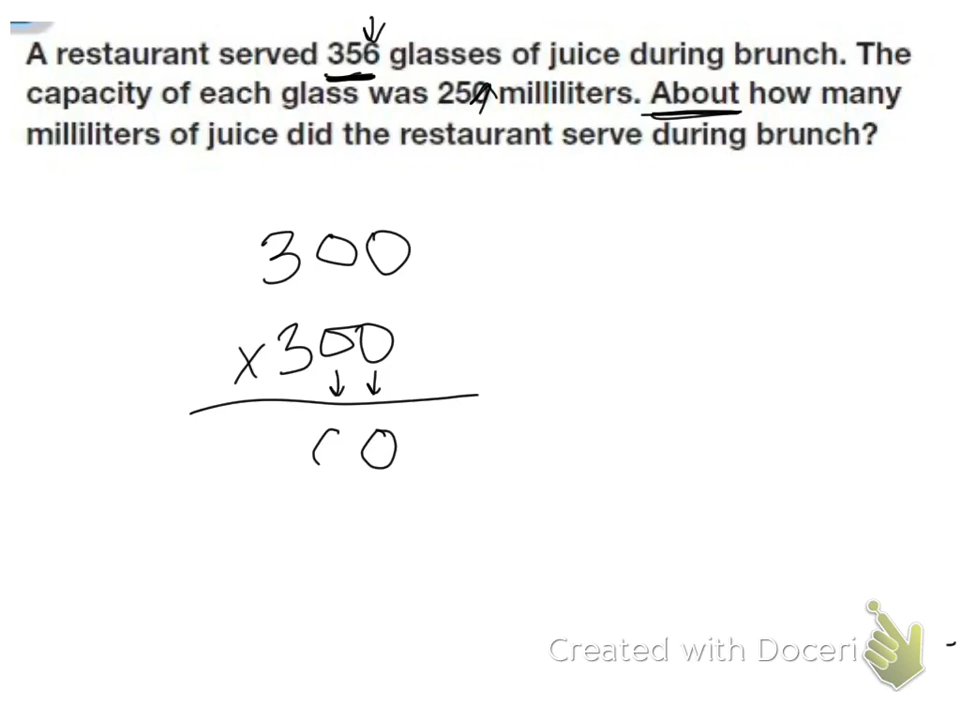 A restaurant served 356 glasses of juice during brunch. The
capacity of each glass was 250 milliliters. About how many
milliliters of juice did the restaurant serve during brunch?
300
x300
00
Created with Doceri